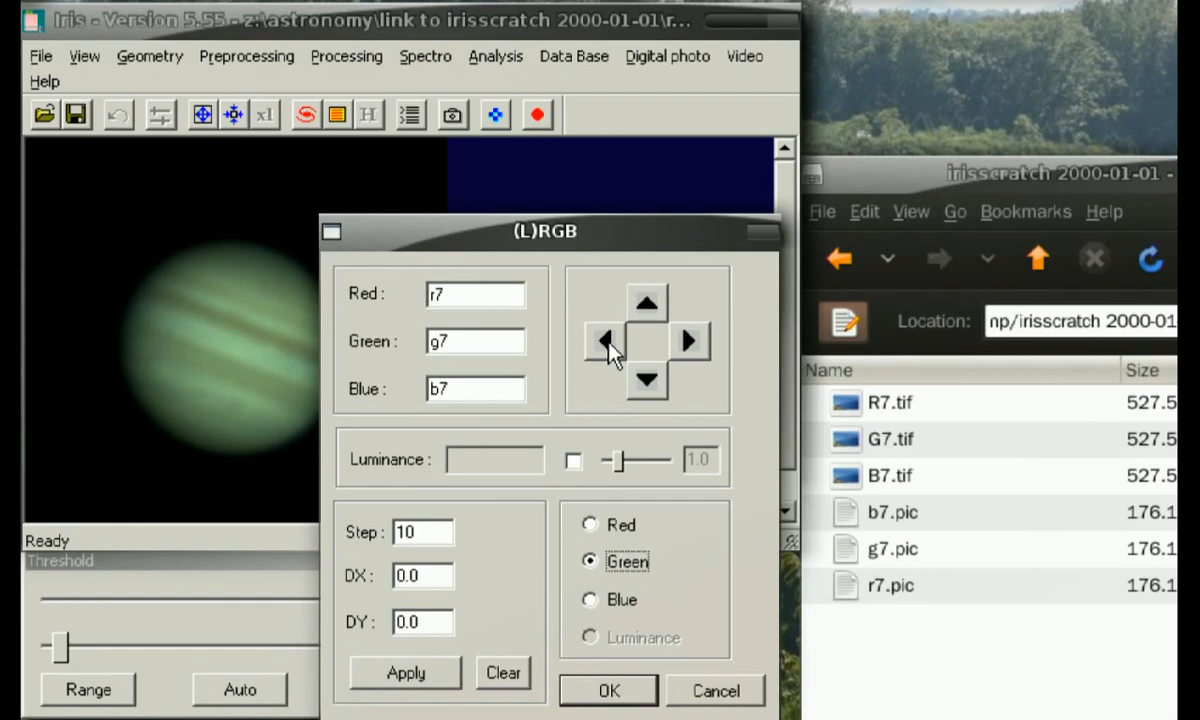 Iris - Version 5.55 - z:\astronomy\link to irisscratch 2000-01-01\r...
File View Geometry Preprocessing Processing Spectro Analysis Data Base Digital photo Video
Help
x1 H
(L)RGB
Red : r7
Green : g7
Blue : b7
Luminance : 1.0
Step : 10
DX : 0.0
DY : 0.0
Apply Clear
Red
Green
Blue
Luminance
OK Cancel
Ready
Threshold
Range Auto
irisscratch 2000-01-01 -
File Edit View Go Bookmarks Help
Location: np/irisscratch 2000-01
Name Size
R7.tif 527.5
G7.tif 527.5
B7.tif 527.5
b7.pic 176.1
g7.pic 176.1
r7.pic 176.1